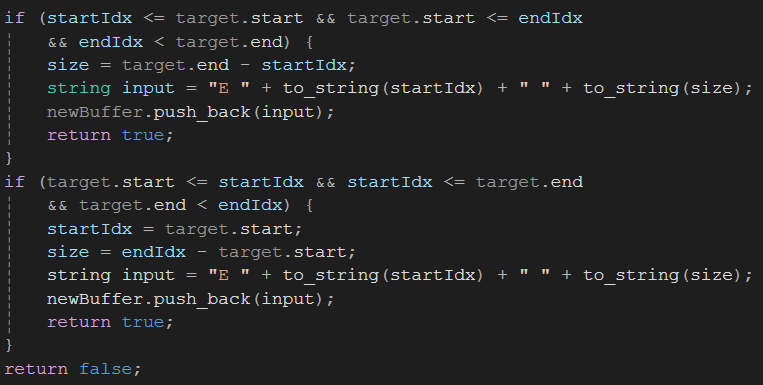 if (startIdx <= target.start && target.start <= endIdx
    && endIdx < target.end) {
    size = target.end - startIdx;
    string input = "E " + to_string(startIdx) + " " + to_string(size);
    newBuffer.push_back(input);
    return true;
}
if (target.start <= startIdx && startIdx <= target.end
    && target.end < endIdx) {
    startIdx = target.start;
    size = endIdx - target.start;
    string input = "E " + to_string(startIdx) + " " + to_string(size);
    newBuffer.push_back(input);
    return true;
}
return false;